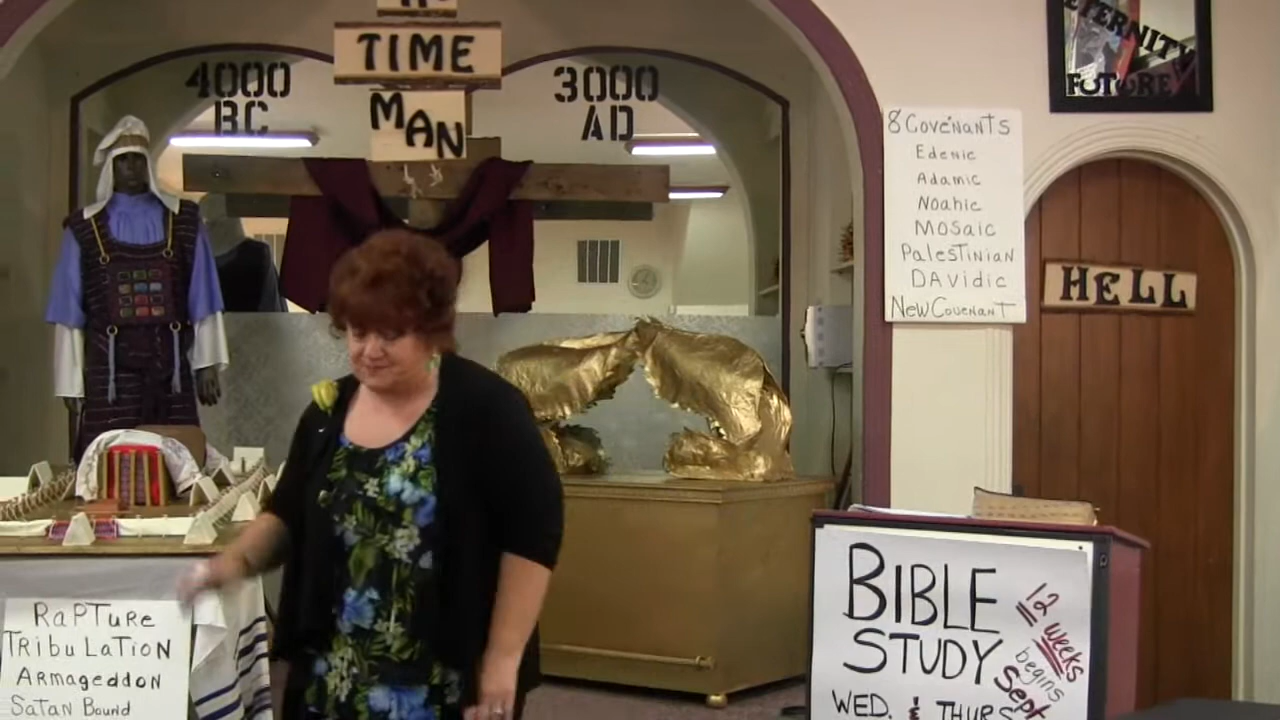 TIME
MAN
4000
BC
3000
AD
ETERNITY
FUTURE
8 COVENANTS
Edenic
Adamic
Noahic
Mosaic
Palestinian
DAvidic
New Covenant
HELL
RAPTURE
TRIBULATION
Armageddon
SATAN Bound
BIBLE
STUDY
WED. & THURS
12 weeks
begins
Sept